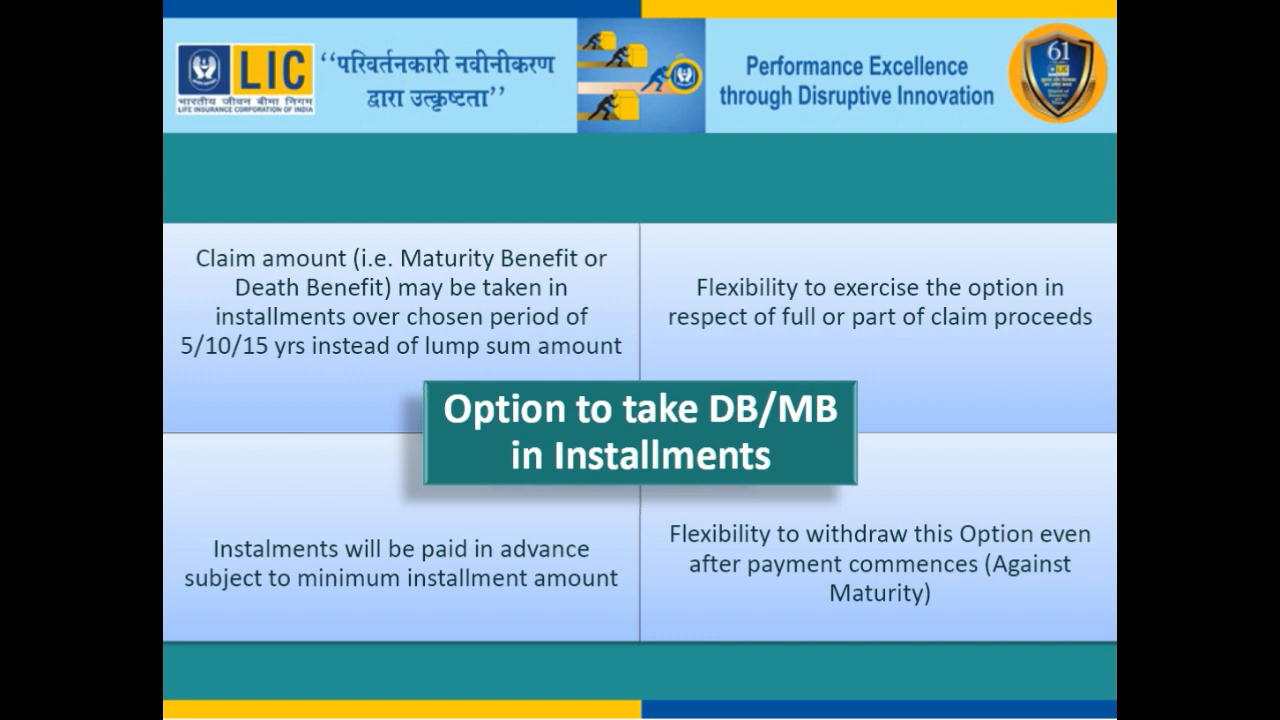 LIC
भारतीय जीवन बीमा निगम
LIFE INSURANCE CORPORATION OF INDIA
‘‘परिवर्तनकारी नवीनीकरण
द्वारा उत्कृष्टता’’
Performance Excellence
through Disruptive Innovation
61
Claim amount (i.e. Maturity Benefit or
Death Benefit) may be taken in
installments over chosen period of
5/10/15 yrs instead of lump sum amount
Flexibility to exercise the option in
respect of full or part of claim proceeds
Option to take DB/MB
in Installments
Instalments will be paid in advance
subject to minimum installment amount
Flexibility to withdraw this Option even
after payment commences (Against
Maturity)